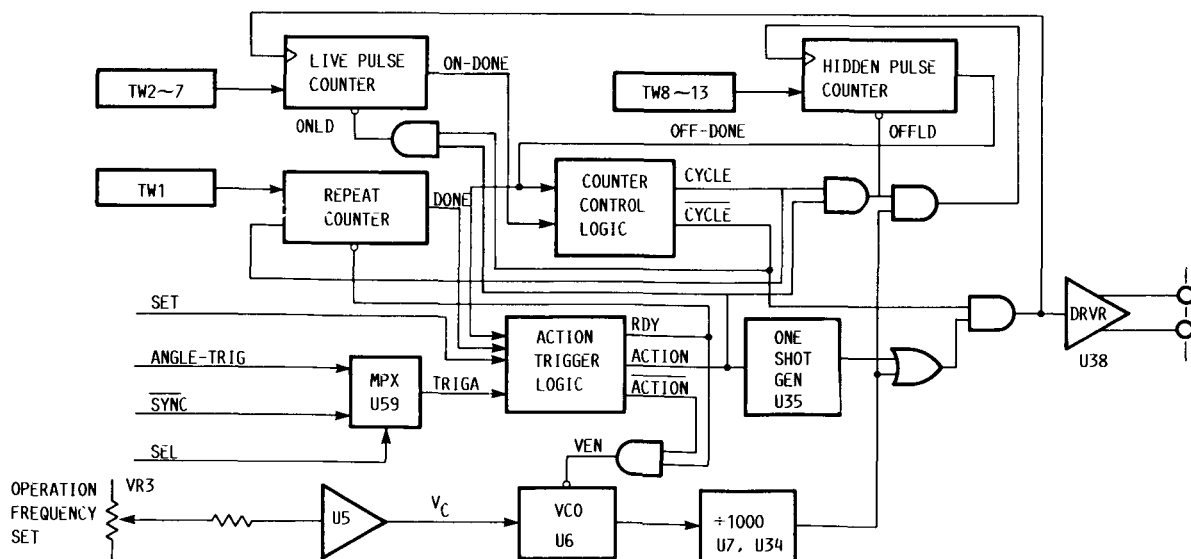 LIVE PULSE
COUNTER
ON-DONE
TW2~7
ONLD
HIDDEN PULSE
COUNTER
TW8~13
OFF-DONE
OFFLD
TW1
REPEAT
COUNTER
DONE
COUNTER
CONTROL
LOGIC
CYCLE
CYCLE
SET
ANGLE-TRIG
SYNC
SEL
MPX
U59
TRIGA
ACTION
TRIGGER
LOGIC
RDY
ACTION
ACTION
ONE
SHOT
GEN
U35
DRVR
U38
VEN
OPERATION
FREQUENCY
SET
VR3
U5
VC
VCO
U6
÷1000
U7, U34